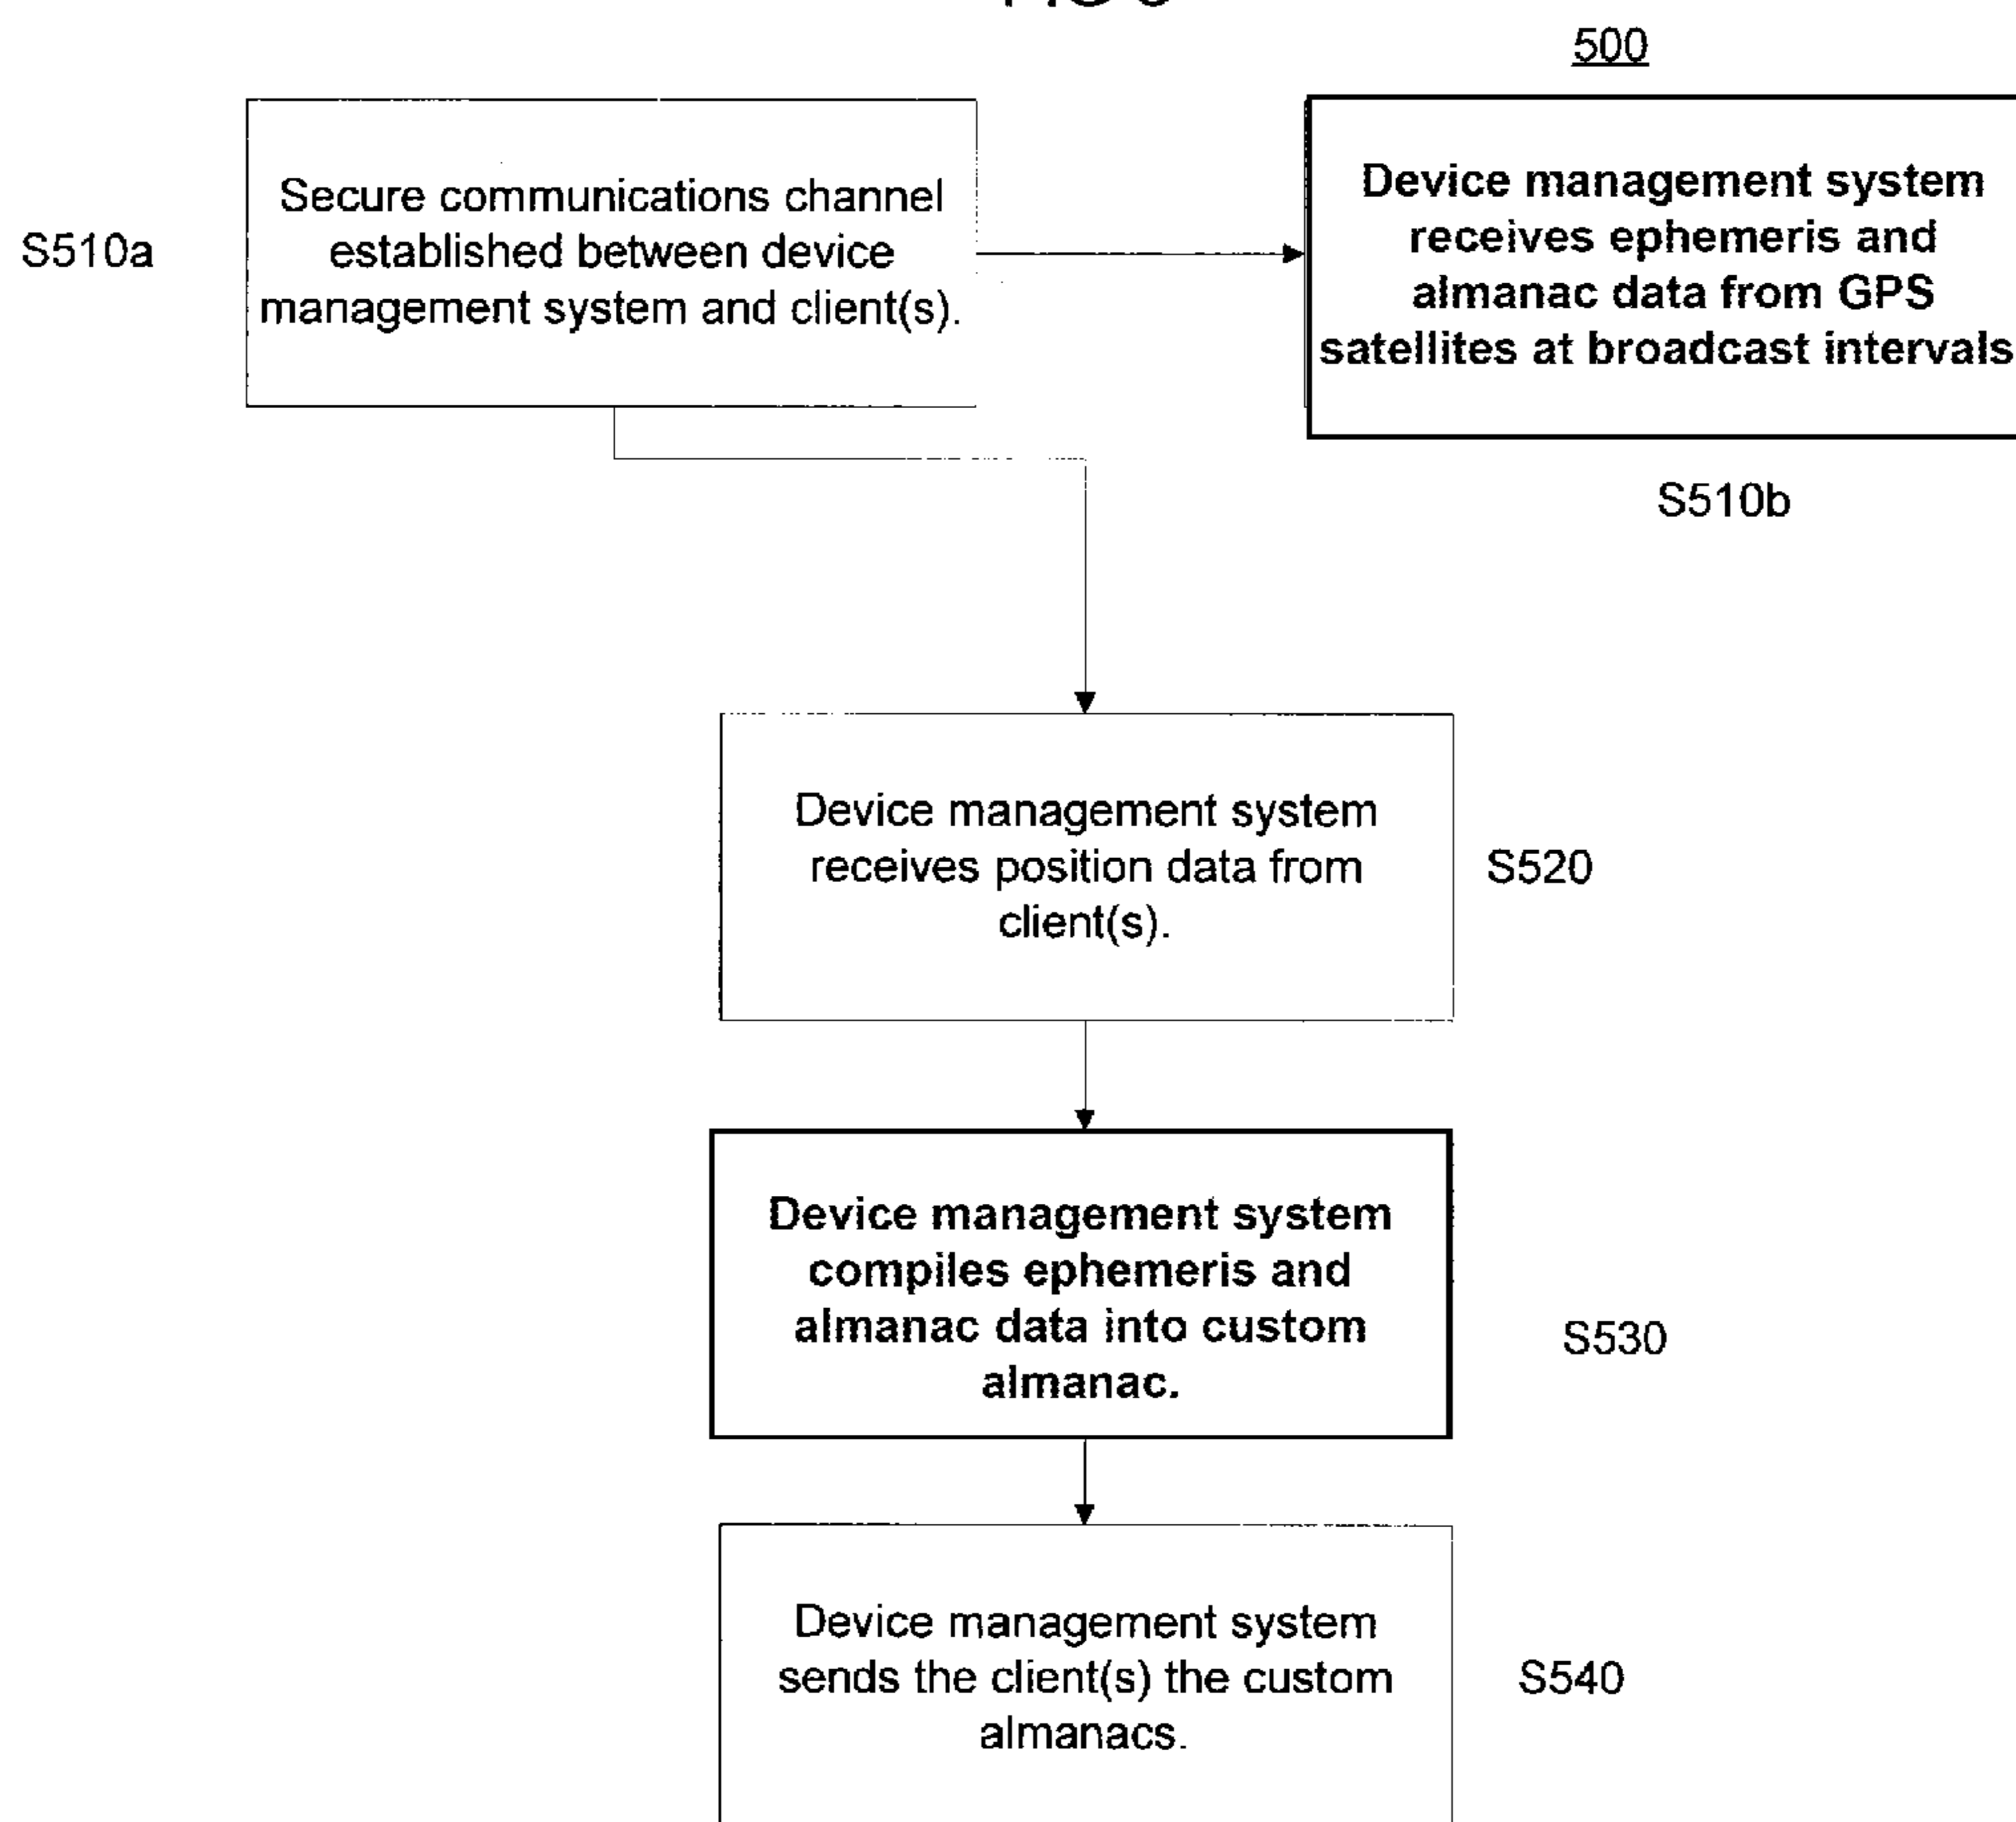 500
S510a
Secure communications channel
established between device
management system and client(s).
Device management system
receives ephemeris and
almanac data from GPS
satellites at broadcast intervals
S510b
Device management system
receives position data from
client(s).
S520
Device management system
compiles ephemeris and
almanac data into custom
almanac.
S530
Device management system
sends the client(s) the custom
almanacs.
S540